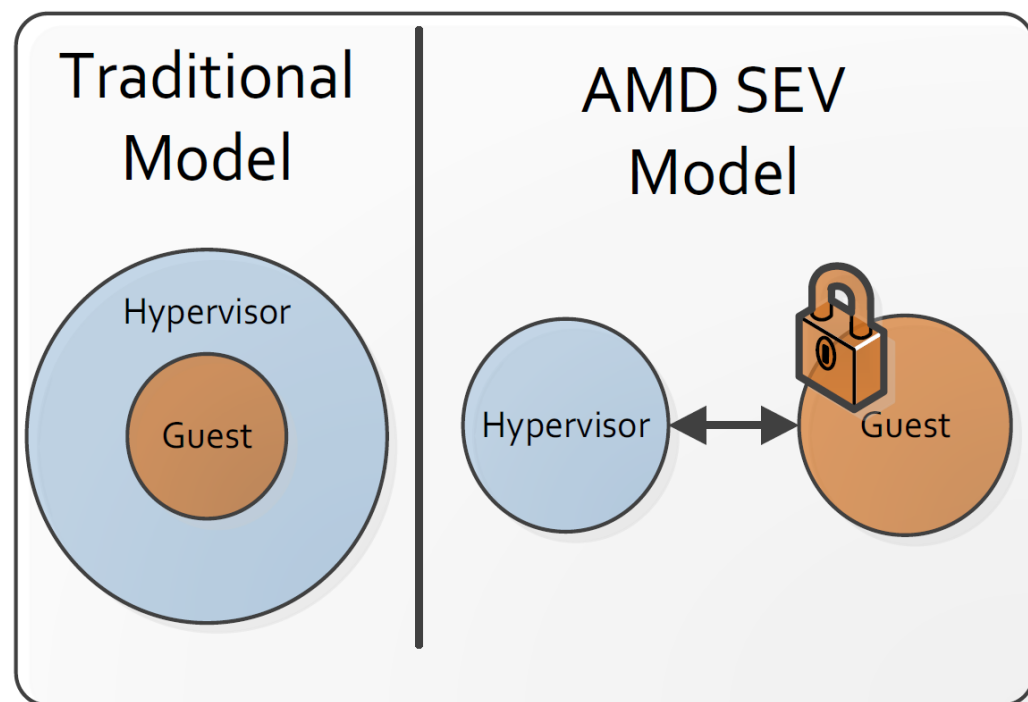 Traditional
Model
Hypervisor
Guest
AMD SEV
Model
Hypervisor
Guest